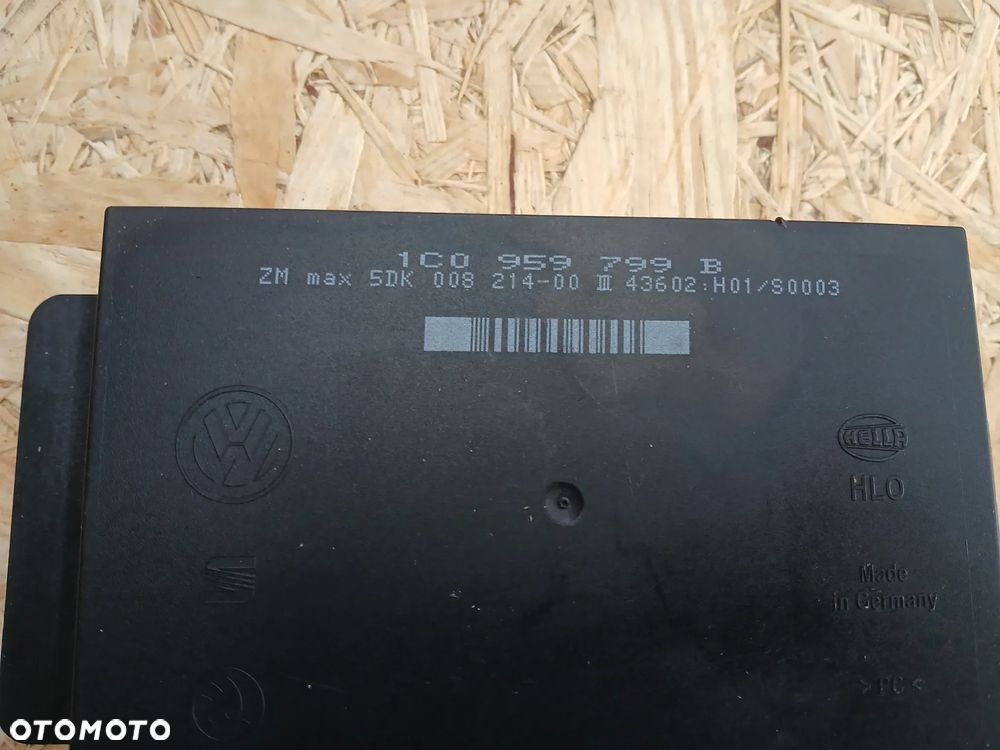 1C0 959 799 B
ZM max 5DK 008 214-00 III 43602:H01/S0003
HELLA
HLO
Made
in Germany
>PC<
OTOMOTO